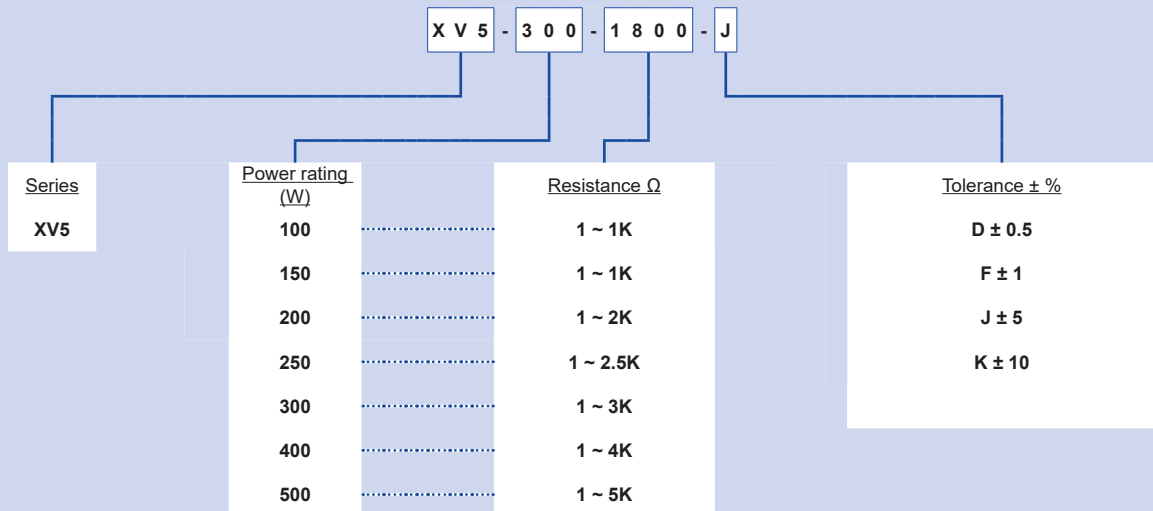 X V 5 - 3 0 0 - 1 8 0 0 - J
Series
XV5
Power rating
(W)
100
150
200
250
300
400
500
Resistance Ω
1 ~ 1K
1 ~ 1K
1 ~ 2K
1 ~ 2.5K
1 ~ 3K
1 ~ 4K
1 ~ 5K
Tolerance ± %
D ± 0.5
F ± 1
J ± 5
K ± 10